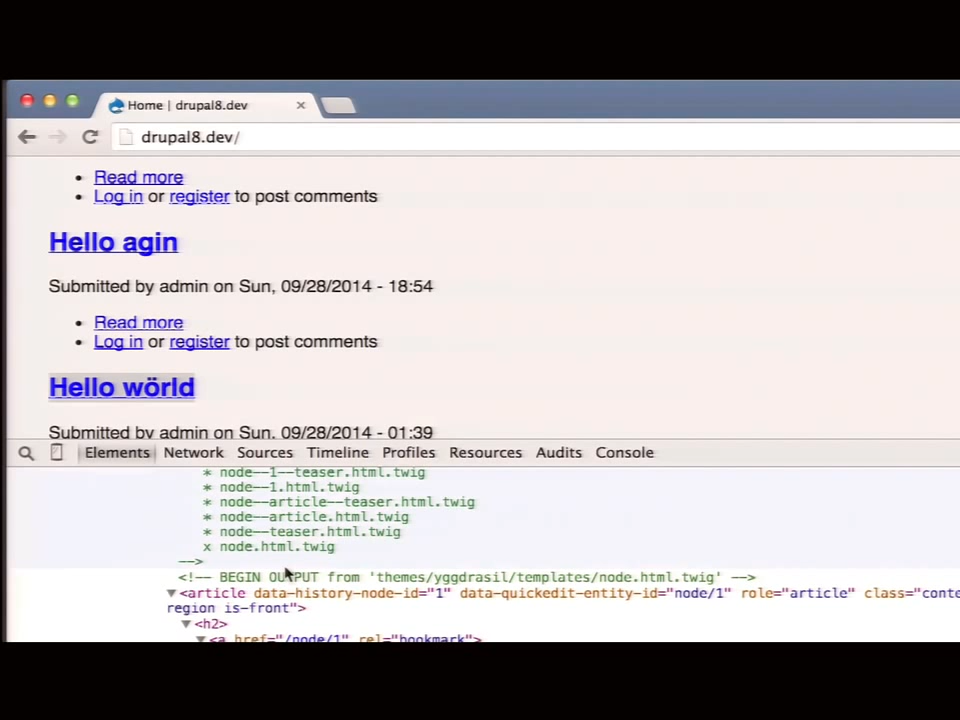 Home | drupal8.dev
drupal8.dev/
Read more
Log in or register to post comments
Hello agin
Submitted by admin on Sun, 09/28/2014 - 18:54
Read more
Log in or register to post comments
Hello wörld
Submitted by admin on Sun, 09/28/2014 - 01:39
Elements Network Sources Timeline Profiles Resources Audits Console
* node--1--teaser.html.twig
* node--1.html.twig
* node--article--teaser.html.twig
* node--article.html.twig
* node--teaser.html.twig
x node.html.twig
-->
<!-- BEGIN OUTPUT from 'themes/yggdrasil/templates/node.html.twig' -->
<article data-history-node-id="1" data-quickedit-entity-id="node/1" role="article" class="conte
region is-front">
<h2>
<a href="/node/1" rel="bookmark">